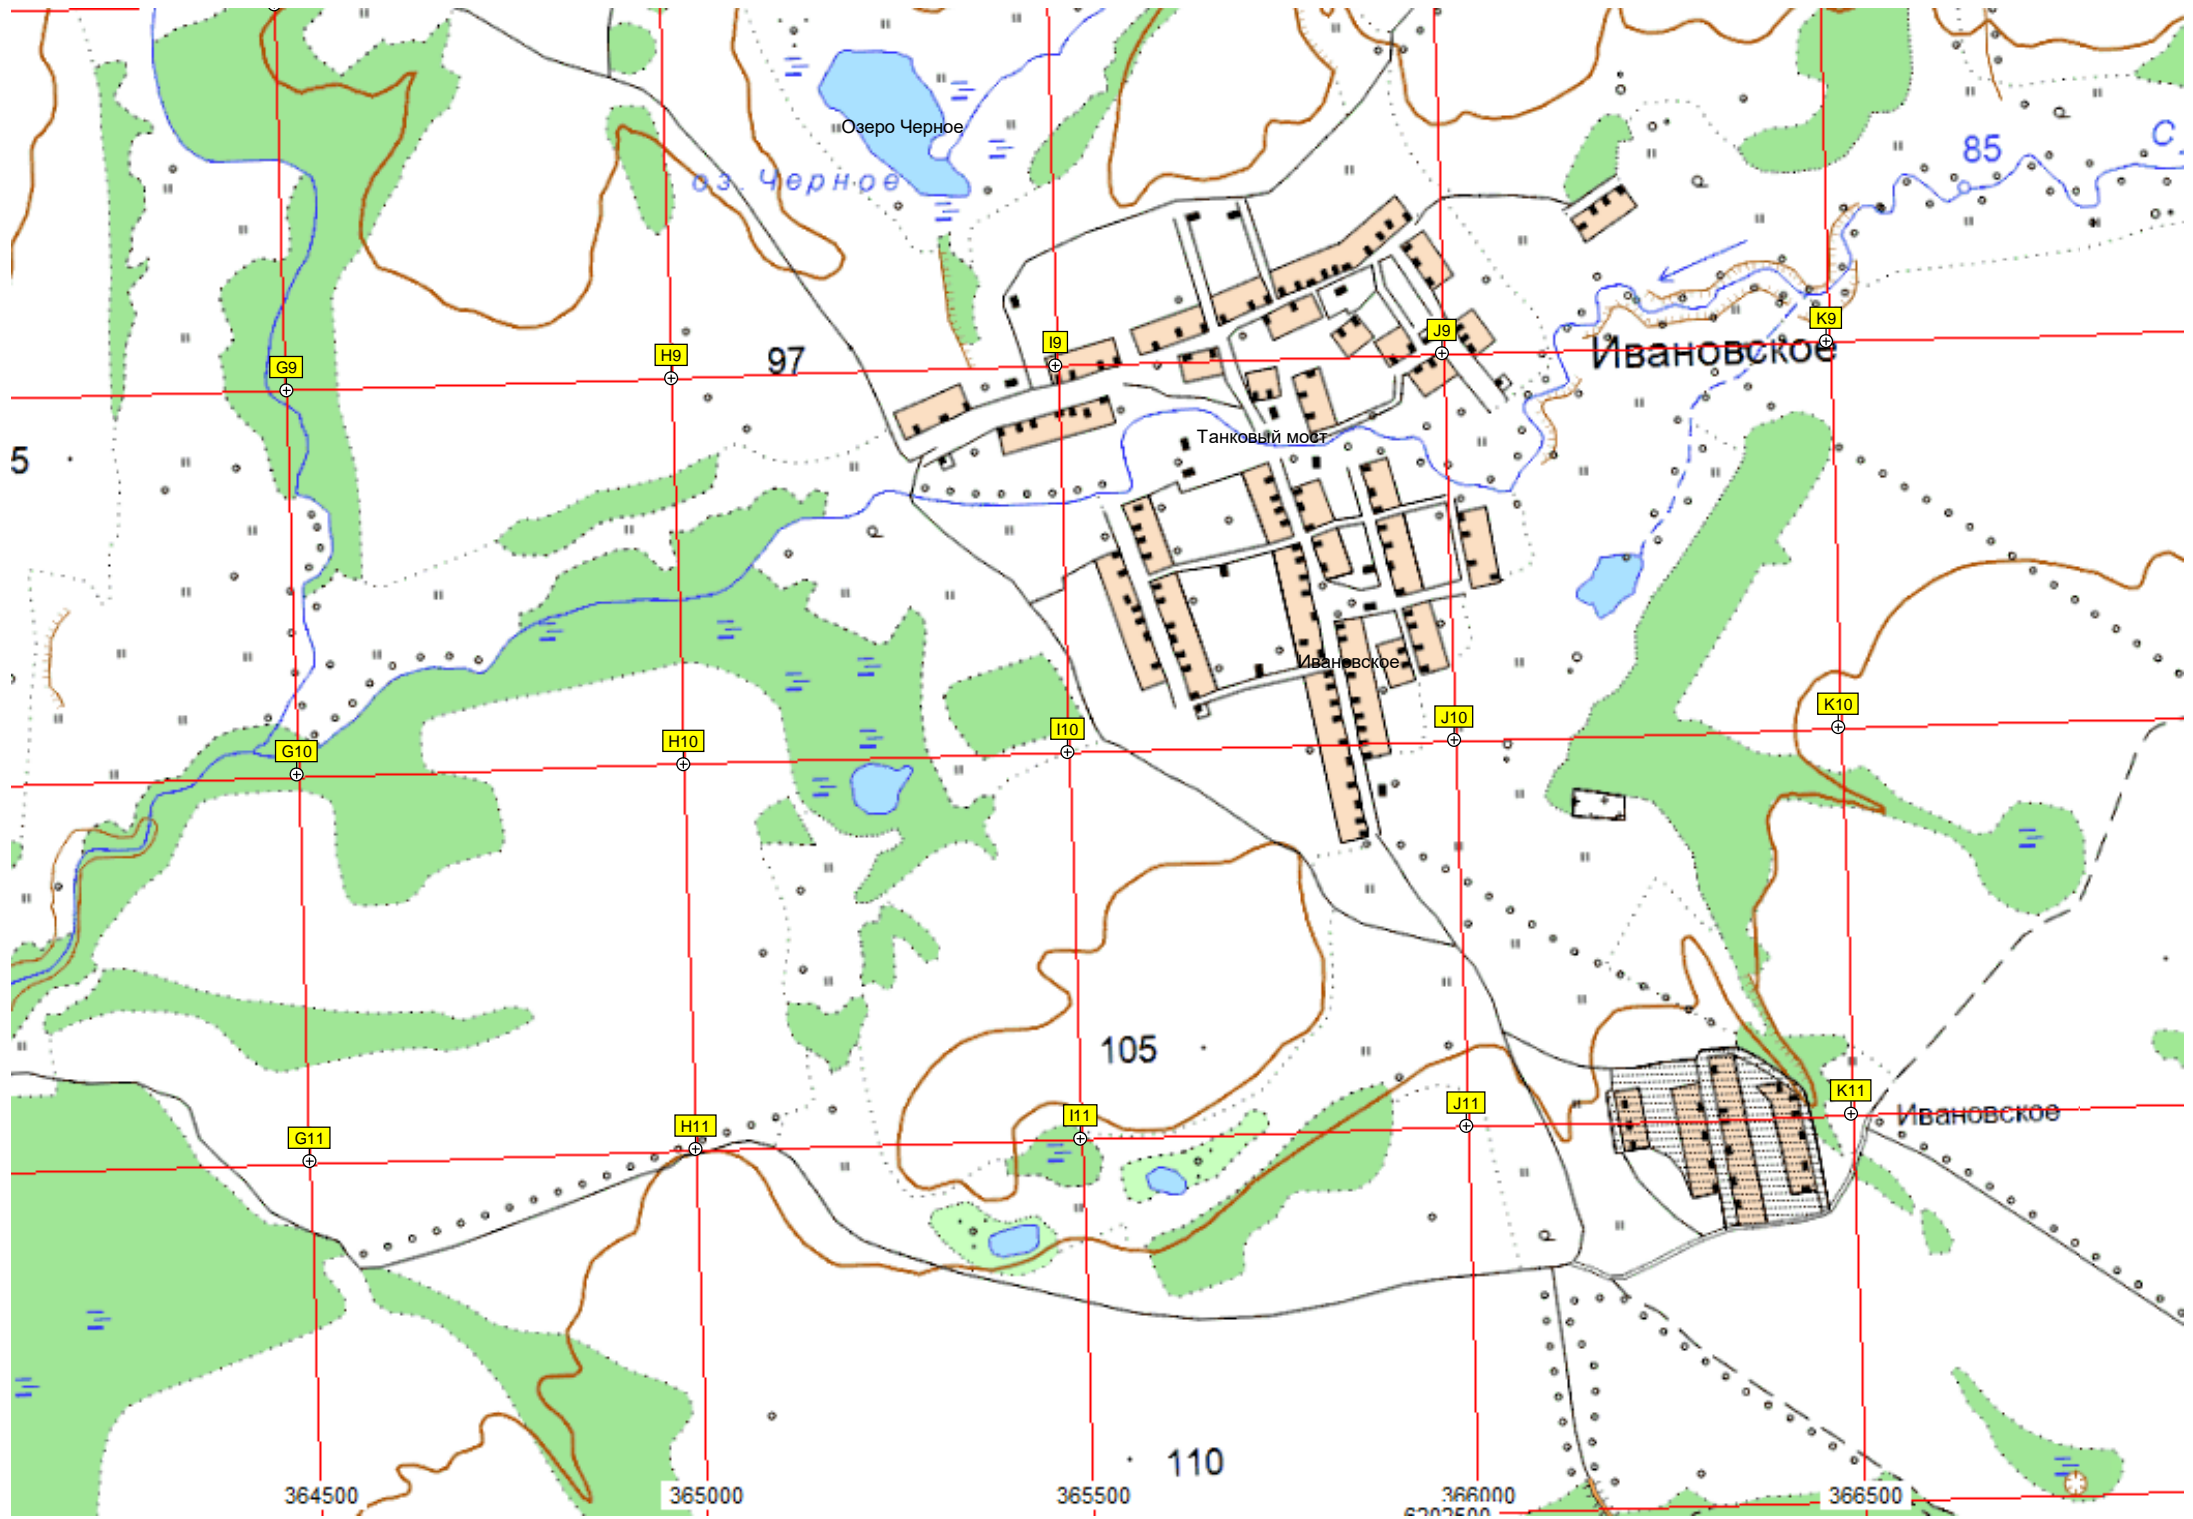 85
С
Озеро Черное
оз. Черное
K9
J9
I9
H9
G9
97
Ивановское
Танковый мост
5
Ивановское
K10
J10
I10
H10
G10
105
K11
J11
I11
H11
G11
Ивановское
110
364500
365000
365500
366000
366500
6202500